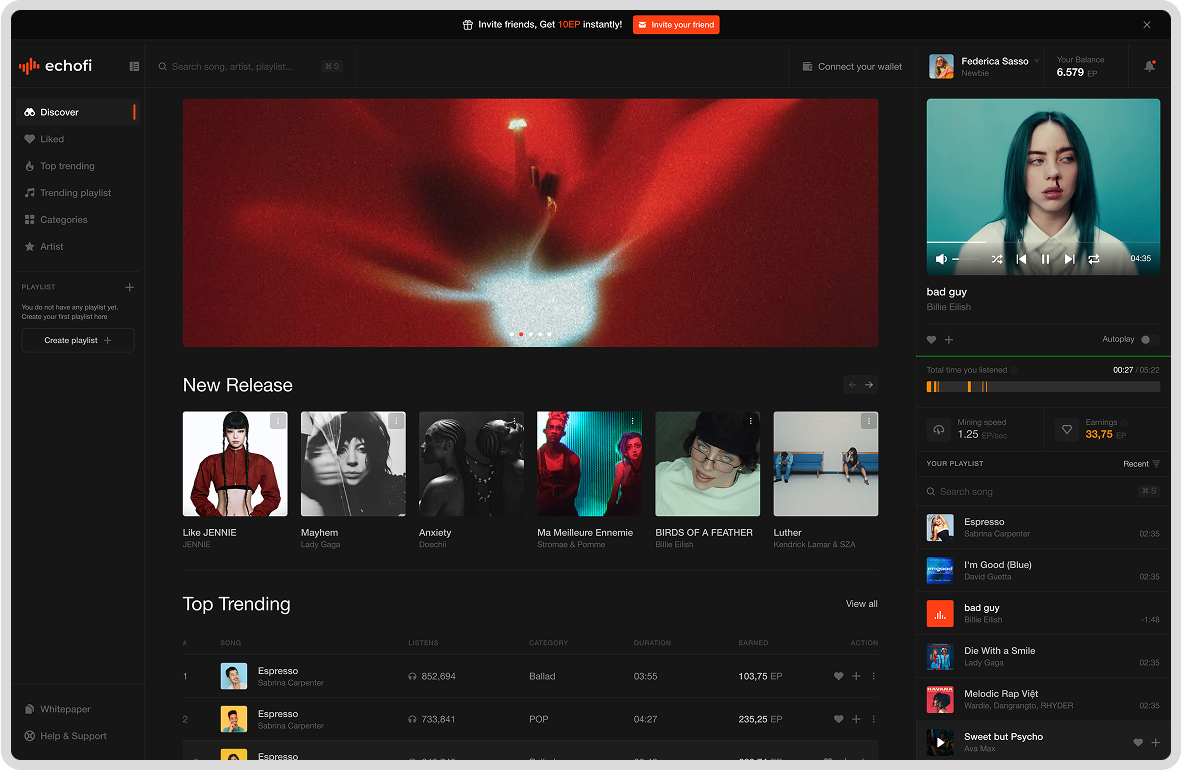 Invite friends, Get 10EP instantly!
Invite your friend
echofi
Search song, artist, playlist...
⌘ S
Connect your wallet
Federica Sasso
Newbie
Your Balance
6.579 EP
Discover
Liked
Top trending
Trending playlist
Categories
Artist
PLAYLIST
You do not have any playlist yet.
Create your first playlist here
Create playlist
Whitepaper
Help & Support
New Release
Like JENNIE
JENNIE
Mayhem
Lady Gaga
Anxiety
Doechii
Ma Meilleure Ennemie
Stromae & Pomme
BIRDS OF A FEATHER
Billie Eilish
Luther
Kendrick Lamar & SZA
Top Trending
View all
# SONG LISTENS CATEGORY DURATION EARNED ACTION
1 Espresso 852,694 Ballad 03:55 103,75 EP
Sabrina Carpenter
2 Espresso 733,841 POP 04:27 235,25 EP
Sabrina Carpenter
Espresso
04:35
bad guy
Billie Eilish
Autoplay
Total time you listened
00:27 / 05:22
Mining speed
1.25 EP/sec
Earnings
33,75 EP
YOUR PLAYLIST
Recent
Search song
⌘ S
Espresso
Sabrina Carpenter
02:35
I'm Good (Blue)
David Guetta
02:35
bad guy
Billie Eilish
-1:48
Die With a Smile
Lady Gaga
02:35
HAVANA
Melodic Rap Việt
Wardie, Dangrangto, RHYDER
02:35
Sweet but Psycho
Ava Max